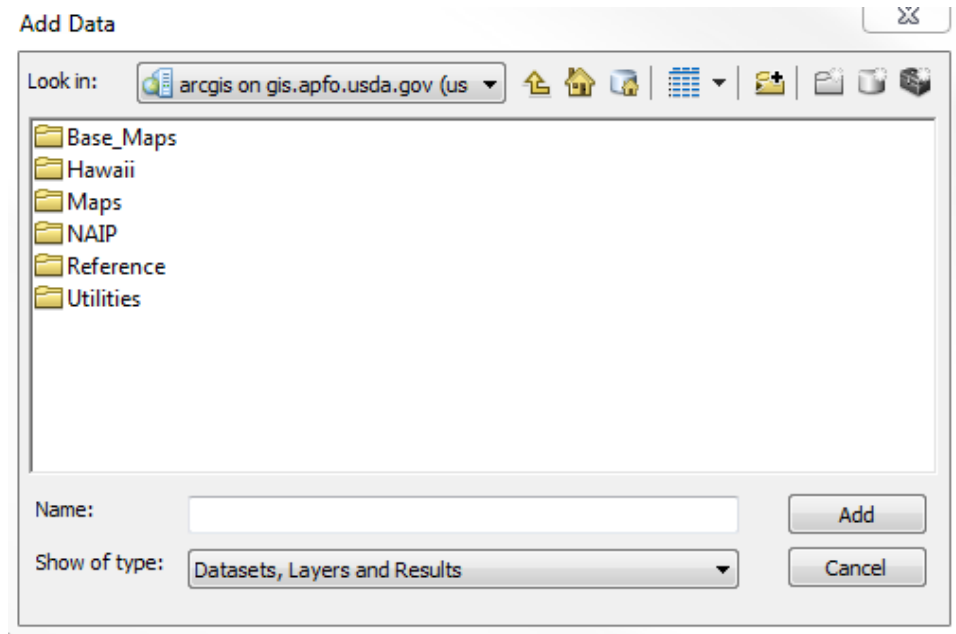 Add Data
Look in: arcgis on gis.apfo.usda.gov (us
Base_Maps
Hawaii
Maps
NAIP
Reference
Utilities
Name: Add
Show of type: Datasets, Layers and Results Cancel